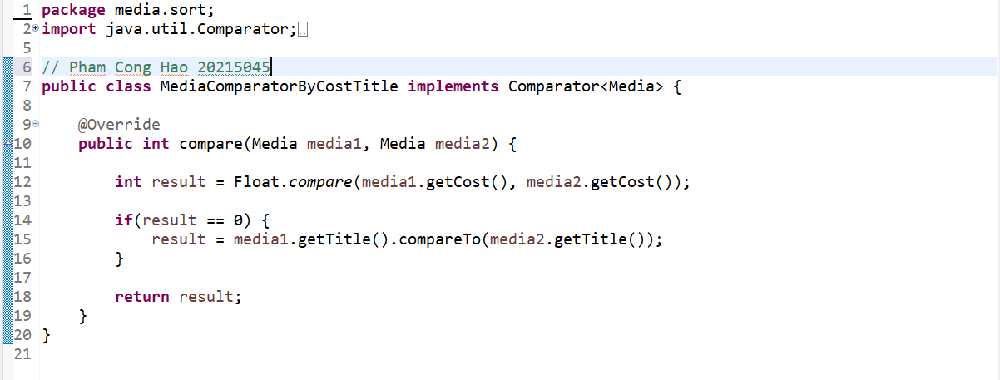 1 package media.sort;
2 import java.util.Comparator;
5
6 // Pham Cong Hao 20215045
7 public class MediaComparatorByCostTitle implements Comparator<Media> {
8
9     @Override
10     public int compare(Media media1, Media media2) {
11
12         int result = Float.compare(media1.getCost(), media2.getCost());
13
14         if(result == 0) {
15             result = media1.getTitle().compareTo(media2.getTitle());
16         }
17
18         return result;
19     }
20 }
21